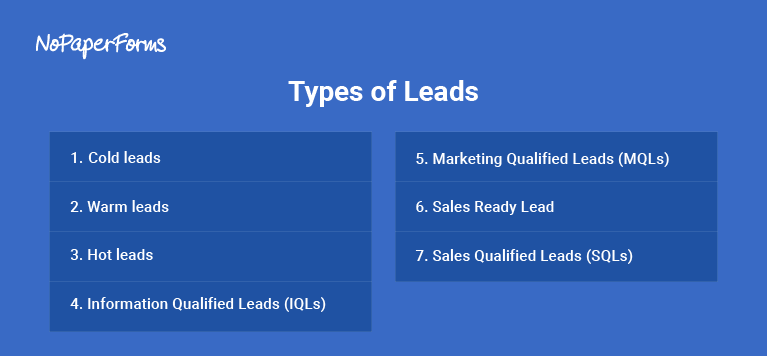 NoPaperForms
Types of Leads
1. Cold leads
2. Warm leads
3. Hot leads
4. Information Qualified Leads (IQLs)
5. Marketing Qualified Leads (MQLs)
6. Sales Ready Lead
7. Sales Qualified Leads (SQLs)